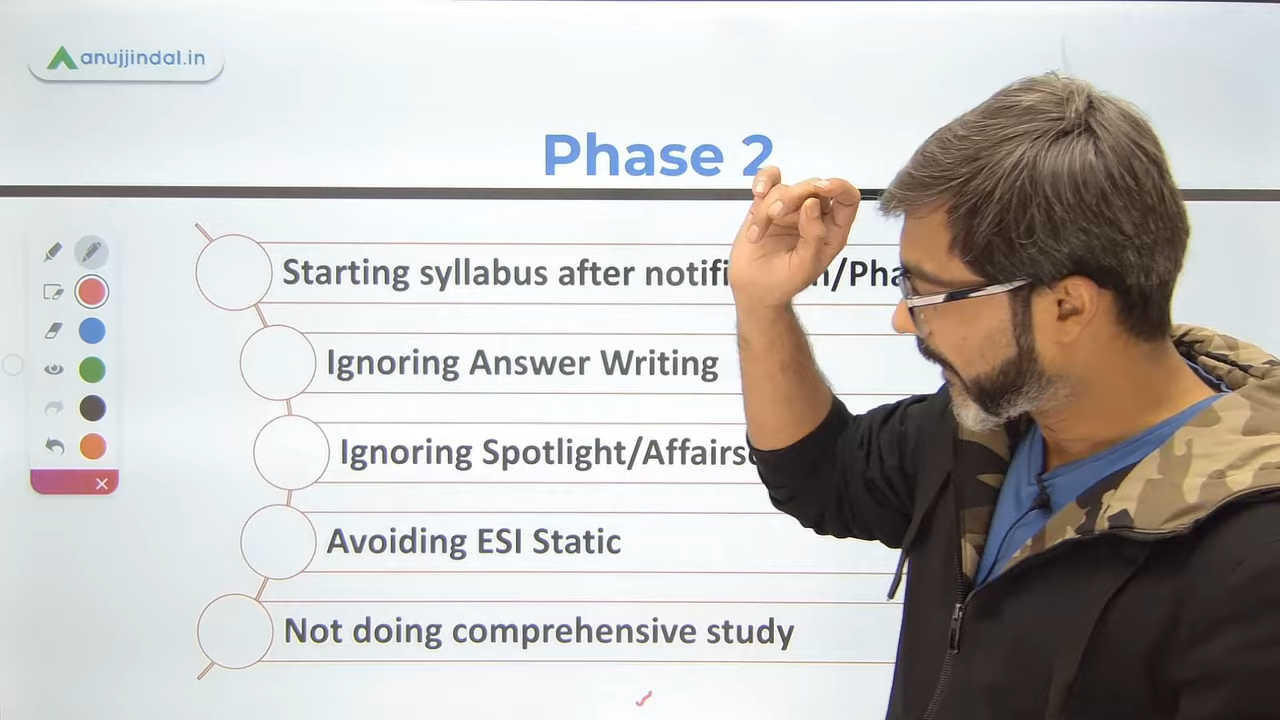 anujjindal.in
Phase 2
Starting syllabus after
Ignoring Answer Writing
Ignoring Spotlight/Affairs
Avoiding ESI Static
Not doing comprehensive study